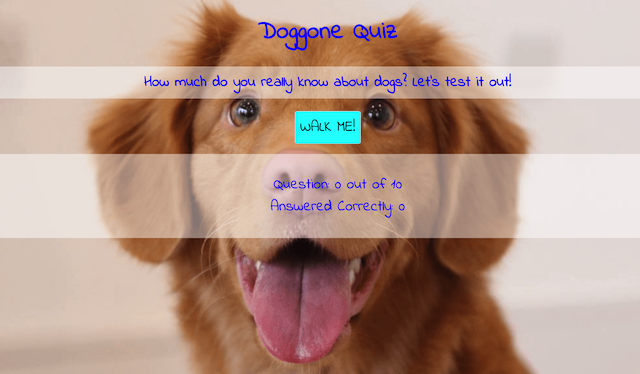 Doggone Quiz
How much do you really know about dogs? Let's test it out!
WALK ME!
Question: 0 out of 10
Answered Correctly: 0